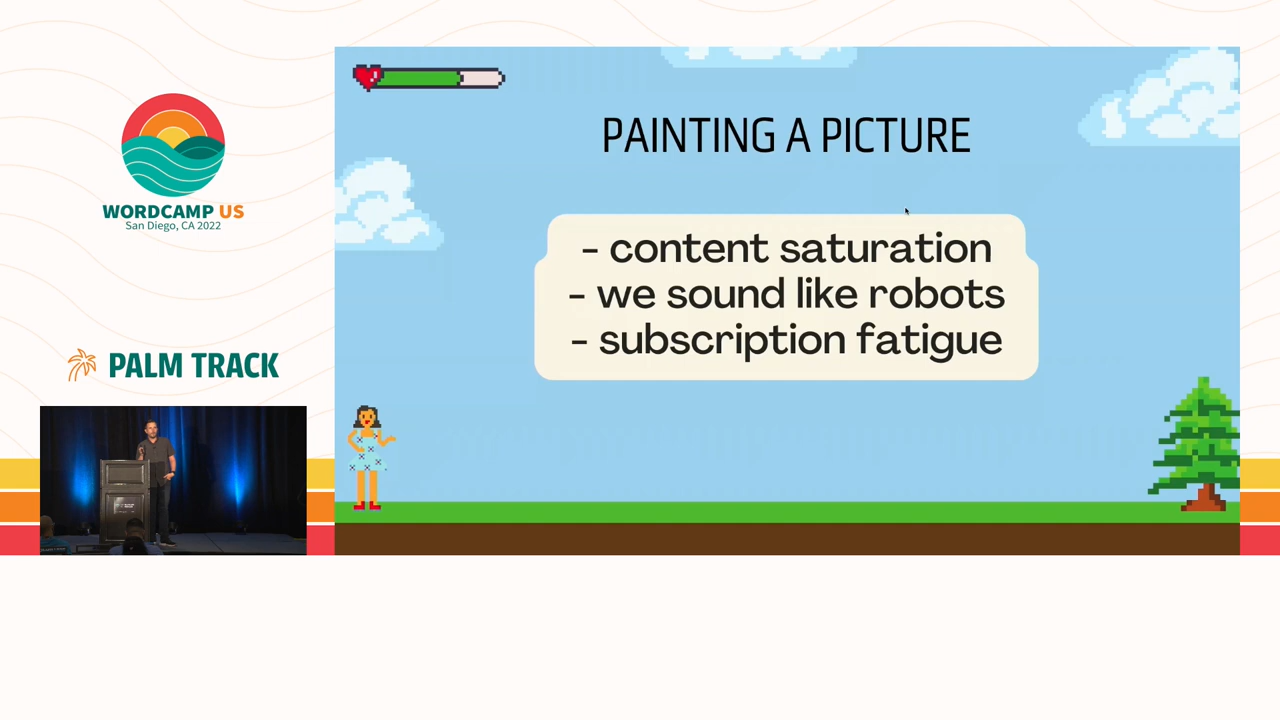 WORDCAMP US
San Diego, CA 2022
PALM TRACK
PAINTING A PICTURE
- content saturation
- we sound like robots
- subscription fatigue